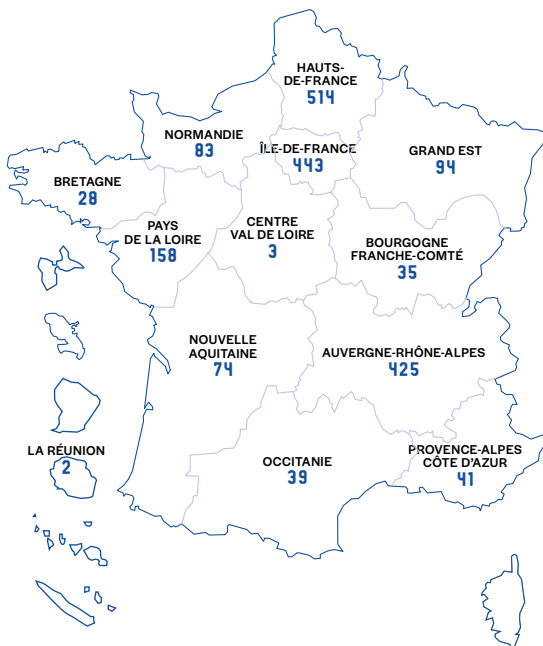 HAUTS-
DE-FRANCE
514
NORMANDIE
83
ÎLE-DE-FRANCE
443
GRAND EST
94
BRETAGNE
28
PAYS
DE LA LOIRE
158
CENTRE
VAL DE LOIRE
3
BOURGOGNE
FRANCHE-COMTÉ
35
NOUVELLE
AQUITAINE
74
AUVERGNE-RHÔNE-ALPES
425
LA RÉUNION
2
OCCITANIE
39
PROVENCE-ALPES
CÔTE D'AZUR
41